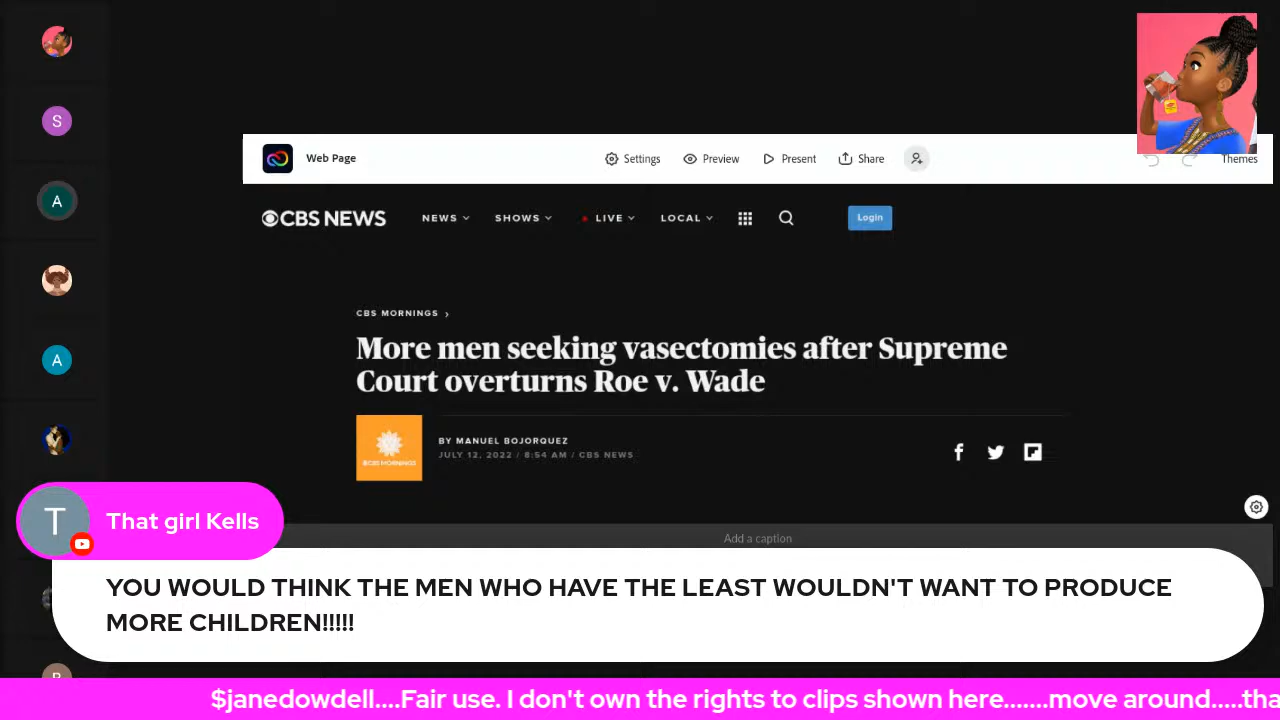 S
A
A
Web Page
Settings
Preview
Present
Share
Themes
CBS NEWS
NEWS
SHOWS
LIVE
LOCAL
Login
CBS MORNINGS
More men seeking vasectomies after Supreme
Court overturns Roe v. Wade
CBS MORNINGS
BY MANUEL BOJORQUEZ
JULY 12, 2022 / 8:54 AM / CBS NEWS
Add a caption
T
That girl Kells
YOU WOULD THINK THE MEN WHO HAVE THE LEAST WOULDN'T WANT TO PRODUCE
MORE CHILDREN!!!!!
$janedowdell....Fair use. I don't own the rights to clips shown here.......move around.....tha